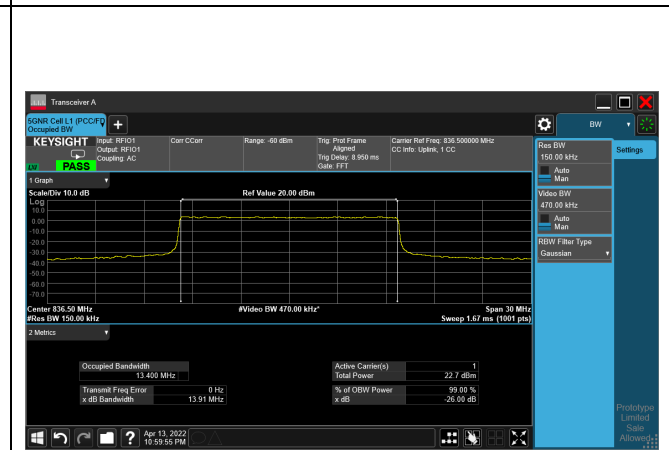 Transceiver A
5GNR Cell L1 (PCC/FD
Occupied BW
BW
KEYSIGHT
LW
PASS
Input: RFIO1
Output: RFIO1
Coupling: AC
Corr CCorr
Range: -60 dBm
Trig: Prot Frame
Aligned
Trig Delay: 8.950 ms
Gate: FFT
Carrier Ref Freq: 836.500000 MHz
CC Info: Uplink, 1 CC
Res BW
150.00 kHz
Auto
Man
Settings
1 Graph
Scale/Div 10.0 dB
Ref Value 20.00 dBm
Video BW
470.00 kHz
Auto
Man
RBW Filter Type
Gaussian
Log
10.0
0.00
-10.0
-20.0
-30.0
-40.0
-50.0
-60.0
-70.0
Center 836.50 MHz
#Video BW 470.00 kHz*
Span 30 MHz
#Res BW 150.00 kHz
Sweep 1.67 ms (1001 pts)
2 Metrics
Occupied Bandwidth
13.400 MHz
Active Carrier(s) 1
Total Power 22.7 dBm
Transmit Freq Error 0 Hz
x dB Bandwidth 13.91 MHz
% of OBW Power 99.00 %
x dB -26.00 dB
Prototype
Limited
Sale
Allowed
?
Apr 13, 2022
10:59:55 PM